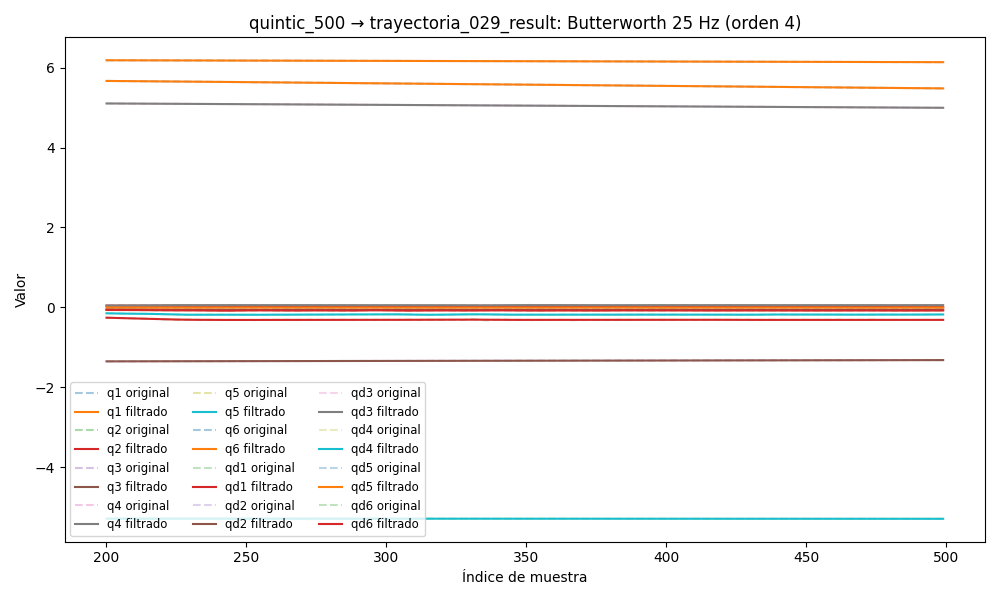 quintic_500 → trayectoria_029_result: Butterworth 25 Hz (orden 4)
Valor
6
4
2
0
−2
−4
q1 original
q1 filtrado
q2 original
q2 filtrado
q3 original
q3 filtrado
q4 original
q4 filtrado
q5 original
q5 filtrado
q6 original
q6 filtrado
qd1 original
qd1 filtrado
qd2 original
qd2 filtrado
qd3 original
qd3 filtrado
qd4 original
qd4 filtrado
qd5 original
qd5 filtrado
qd6 original
qd6 filtrado
200
250
300
350
400
450
500
Índice de muestra